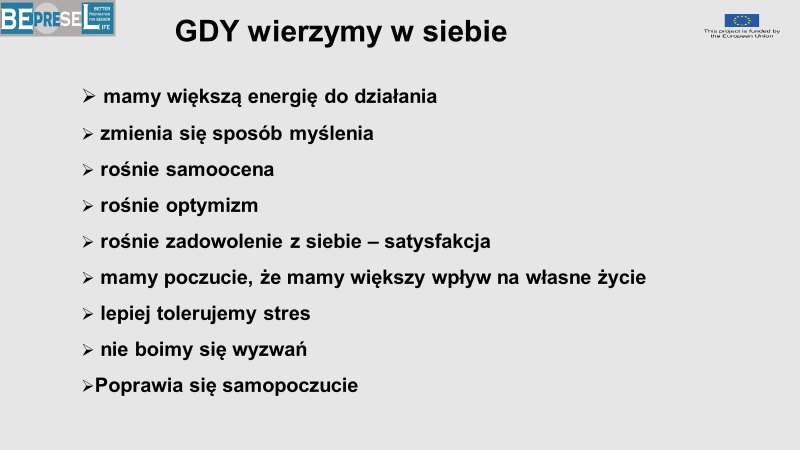 BEPRESEL BETTER
PREPARATION
FOR SENIOR
LIFE
GDY wierzymy w siebie
This project is funded by
the European Union
➢ mamy większą energię do działania
➢ zmienia się sposób myślenia
➢ rośnie samoocena
➢ rośnie optymizm
➢ rośnie zadowolenie z siebie – satysfakcja
➢ mamy poczucie, że mamy większy wpływ na własne życie
➢ lepiej tolerujemy stres
➢ nie boimy się wyzwań
➢Poprawia się samopoczucie